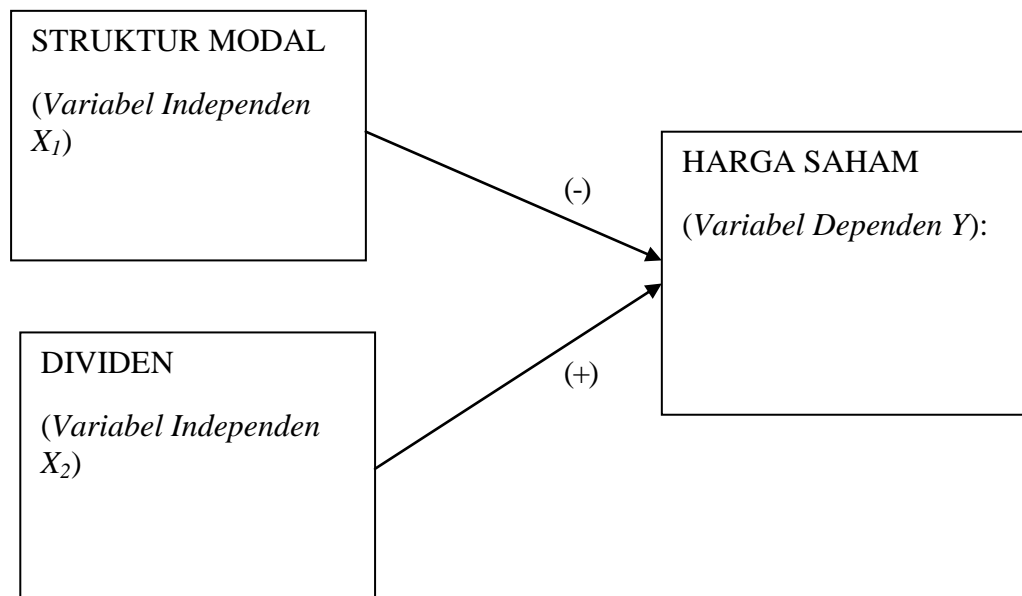 STRUKTUR MODAL
(Variabel Independen
X1)
(-)
HARGA SAHAM
(Variabel Dependen Y):
DIVIDEN
(Variabel Independen
X2)
(+)